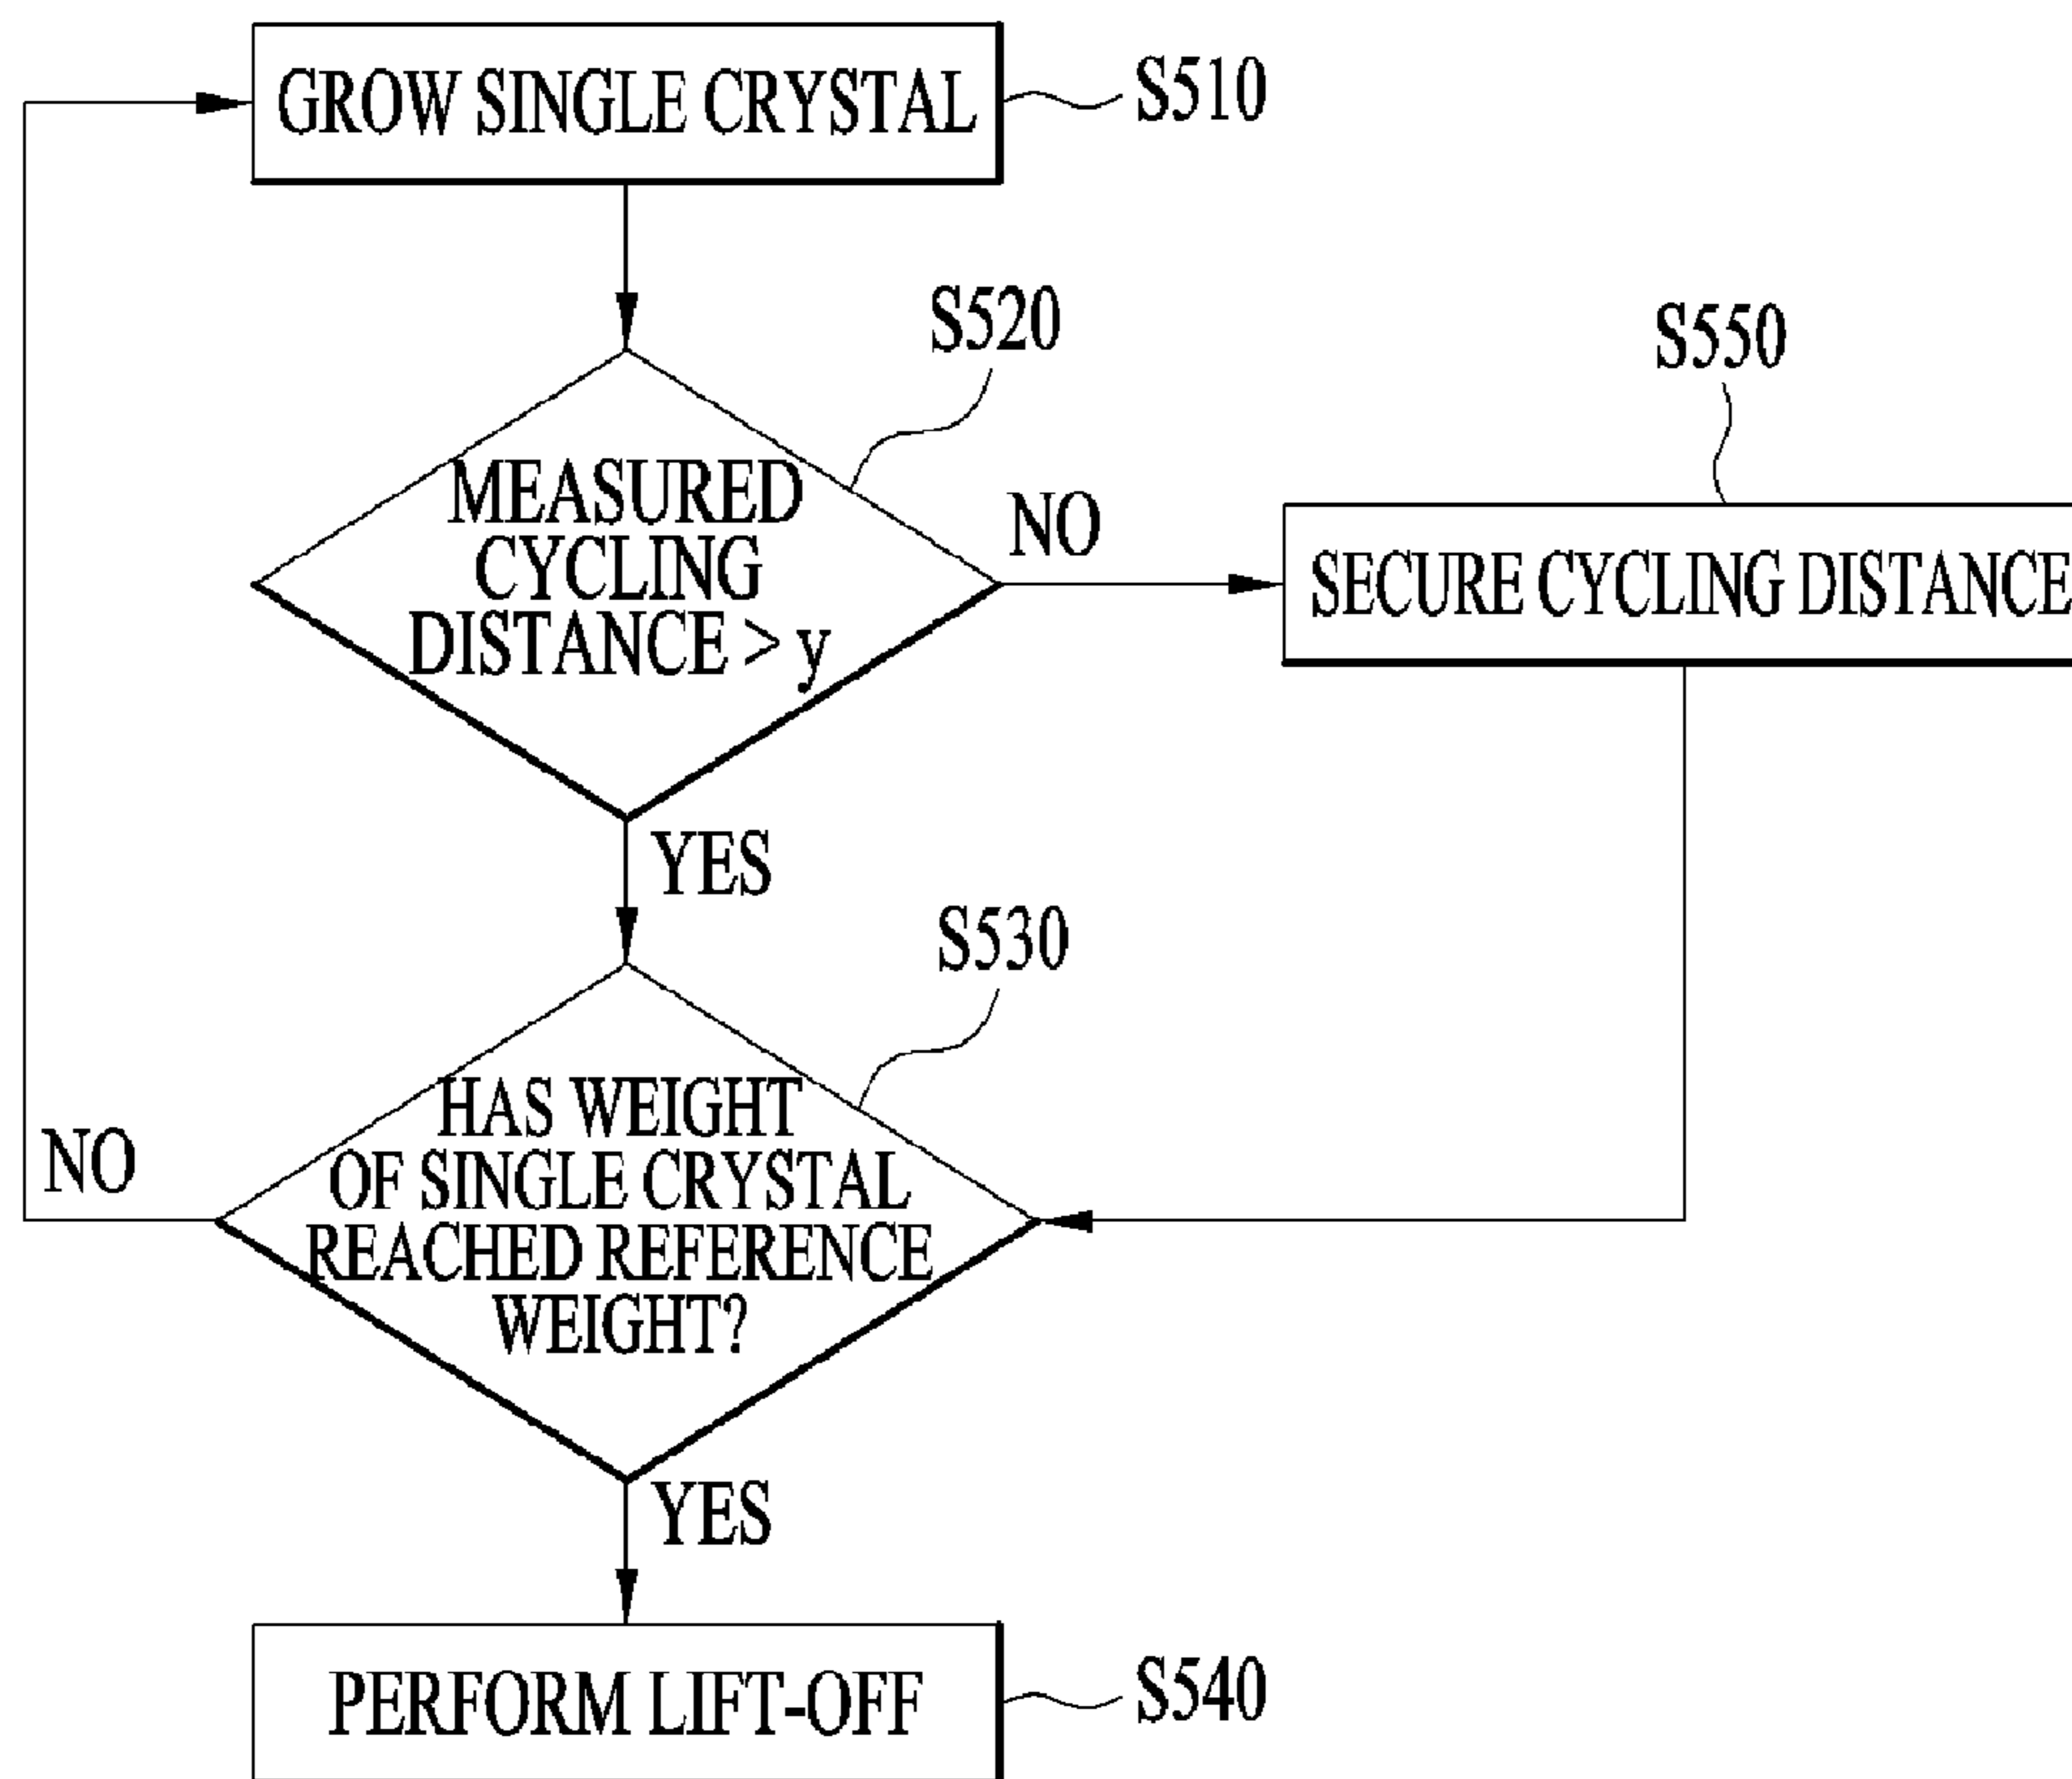 GROW SINGLE CRYSTAL
S510
S520
MEASURED
CYCLING
DISTANCE > y
NO
S550
SECURE CYCLING DISTANCE
YES
S530
HAS WEIGHT
OF SINGLE CRYSTAL
REACHED REFERENCE
WEIGHT?
NO
YES
PERFORM LIFT-OFF
S540